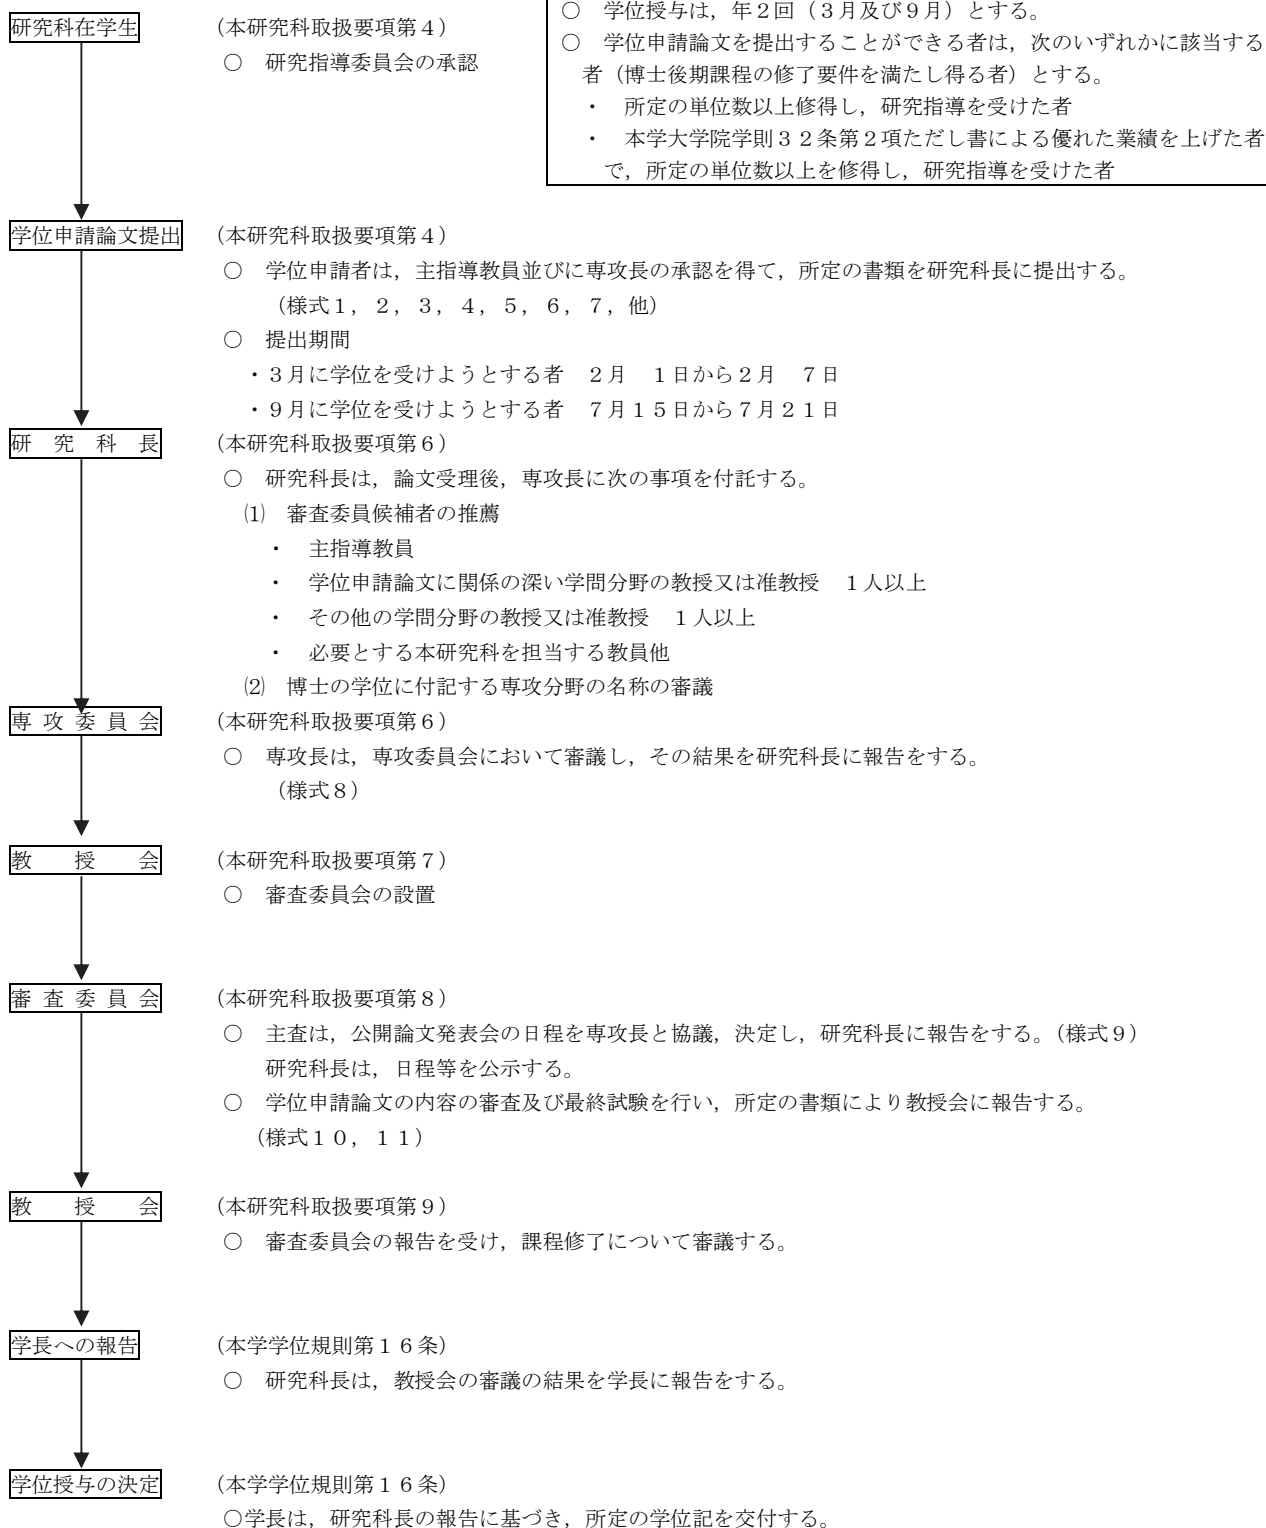 ○　学位授与は，年２回（３月及び９月）とする。
○　学位申請論文を提出することができる者は，次のいずれかに該当する
者（博士後期課程の修了要件を満たし得る者）とする。
・　所定の単位数以上修得し，研究指導を受けた者
・　本学大学院学則３２条第２項ただし書による優れた業績を上げた者
で，所定の単位数以上を修得し，研究指導を受けた者
研究科在学生　（本研究科取扱要項第４）
○　研究指導委員会の承認
学位申請論文提出　（本研究科取扱要項第４）
○　学位申請者は，主指導教員並びに専攻長の承認を得て，所定の書類を研究科長に提出する。
（様式１，２，３，４，５，６，７，他）
○　提出期間
・３月に学位を受けようとする者　２月　１日から２月　７日
・９月に学位を受けようとする者　７月１５日から７月２１日
研　究　科　長　（本研究科取扱要項第６）
○　研究科長は，論文受理後，専攻長に次の事項を付託する。
⑴　審査委員候補者の推薦
・　主指導教員
・　学位申請論文に関係の深い学問分野の教授又は准教授　１人以上
・　その他の学問分野の教授又は准教授　１人以上
・　必要とする本研究科を担当する教員他
⑵　博士の学位に付記する専攻分野の名称の審議
専 攻 委 員 会　（本研究科取扱要項第６）
○　専攻長は，専攻委員会において審議し，その結果を研究科長に報告をする。
（様式８）
教　　授　　会　（本研究科取扱要項第７）
○　審査委員会の設置
審 査 委 員 会　（本研究科取扱要項第８）
○　主査は，公開論文発表会の日程を専攻長と協議，決定し，研究科長に報告をする。（様式９）
研究科長は，日程等を公示する。
○　学位申請論文の内容の審査及び最終試験を行い，所定の書類により教授会に報告する。
（様式１０，１１）
教　　授　　会　（本研究科取扱要項第９）
○　審査委員会の報告を受け，課程修了について審議する。
学長への報告　（本学学位規則第１６条）
○　研究科長は，教授会の審議の結果を学長に報告をする。
学位授与の決定　（本学学位規則第１６条）
○学長は，研究科長の報告に基づき，所定の学位記を交付する。